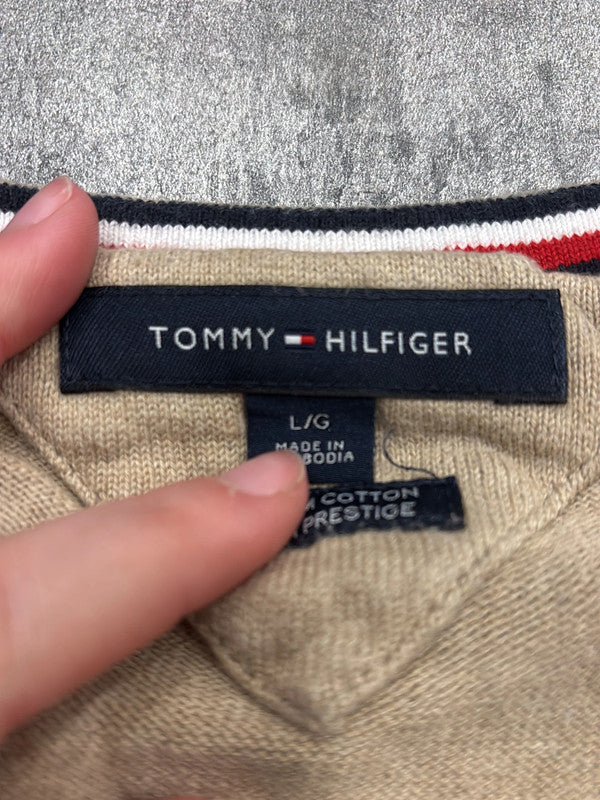 TOMMY HILFIGER
L/G
MADE IN
COTTON
PRESTIGE